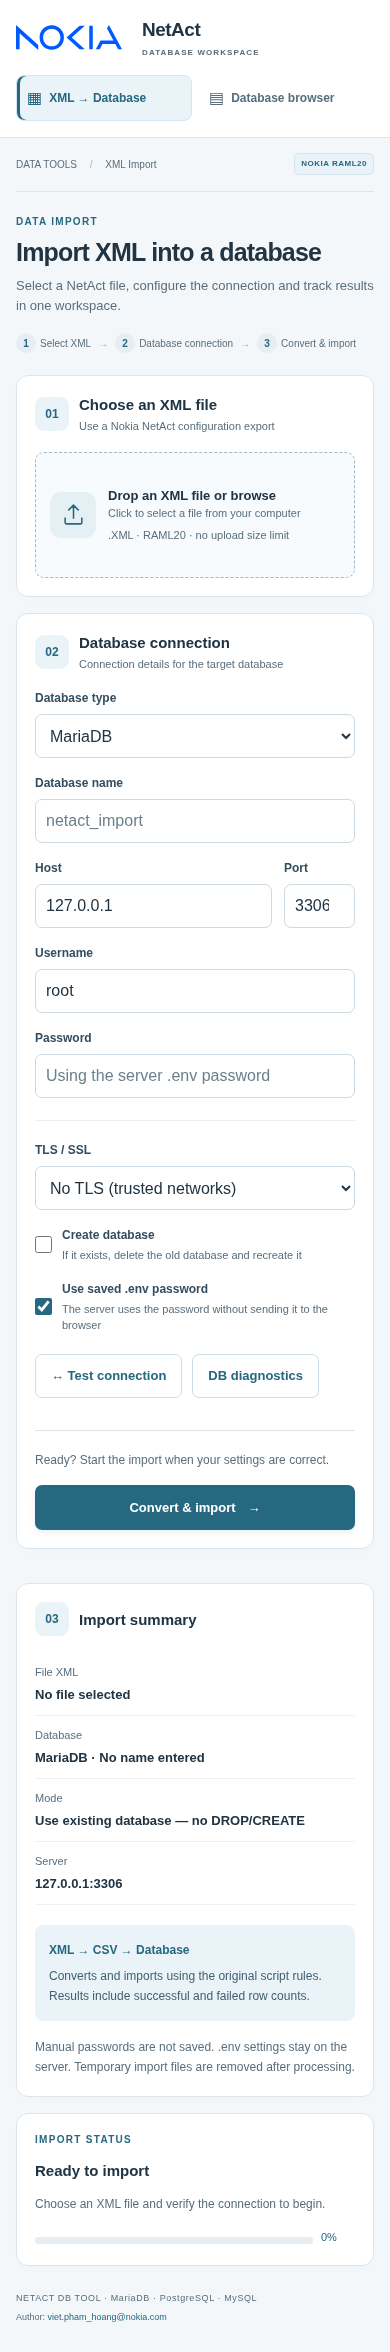 NOKIA
NetAct
DATABASE WORKSPACE
XML → Database
Database browser
DATA TOOLS / XML Import
NOKIA RAML20
DATA IMPORT
Import XML into a database
Select a NetAct file, configure the connection and track results
in one workspace.
1 Select XML → 2 Database connection → 3 Convert & import
01
Choose an XML file
Use a Nokia NetAct configuration export
Drop an XML file or browse
Click to select a file from your computer
.XML · RAML20 · no upload size limit
02
Database connection
Connection details for the target database
Database type
MariaDB
Database name
netact_import
Host
Port
127.0.0.1
3306
Username
root
Password
Using the server .env password
TLS / SSL
No TLS (trusted networks)
Create database
If it exists, delete the old database and recreate it
Use saved .env password
The server uses the password without sending it to the
browser
↔ Test connection
DB diagnostics
Ready? Start the import when your settings are correct.
Convert & import →
03
Import summary
File XML
No file selected
Database
MariaDB · No name entered
Mode
Use existing database — no DROP/CREATE
Server
127.0.0.1:3306
XML → CSV → Database
Converts and imports using the original script rules.
Results include successful and failed row counts.
Manual passwords are not saved. .env settings stay on the
server. Temporary import files are removed after processing.
IMPORT STATUS
Ready to import
Choose an XML file and verify the connection to begin.
0%
NETACT DB TOOL · MariaDB · PostgreSQL · MySQL
Author: viet.pham_hoang@nokia.com